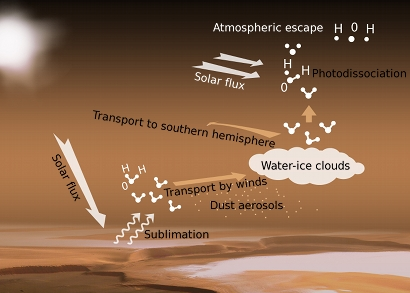 Atmospheric escape
H O H
Solar flux
H
H
O
Photodissociation
Transport to southern hemisphere
Water-ice clouds
Solar flux
H H
O
Transport by winds
Dust aerosols
Sublimation